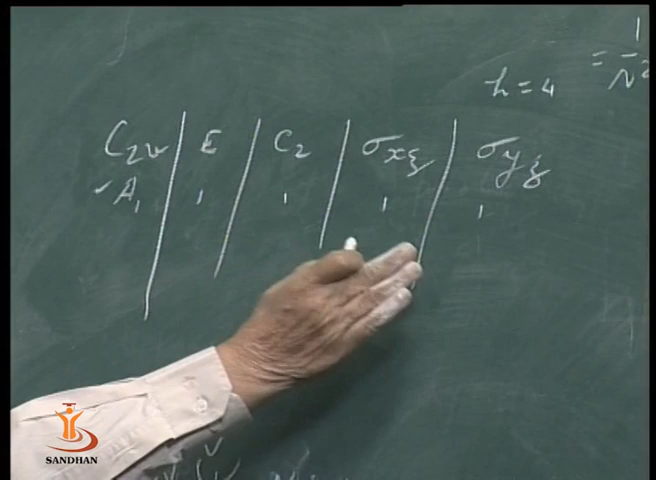 h = 4
= 1/N²
C₂ᵥ | E | C₂ | σxz | σyz
✓ A₁ | 1 | 1 | 1 | 1
SANDHAN